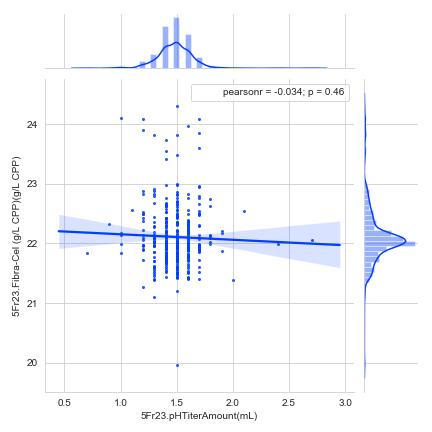 pearsonr = -0.034; p = 0.46
24
23
22
21
5Fr23.Fibra-Cel (g/L CPP)(g/L CPP)
0.5 1.0 1.5 2.0 2.5 3.0
5Fr23.pHTiterAmount(mL)